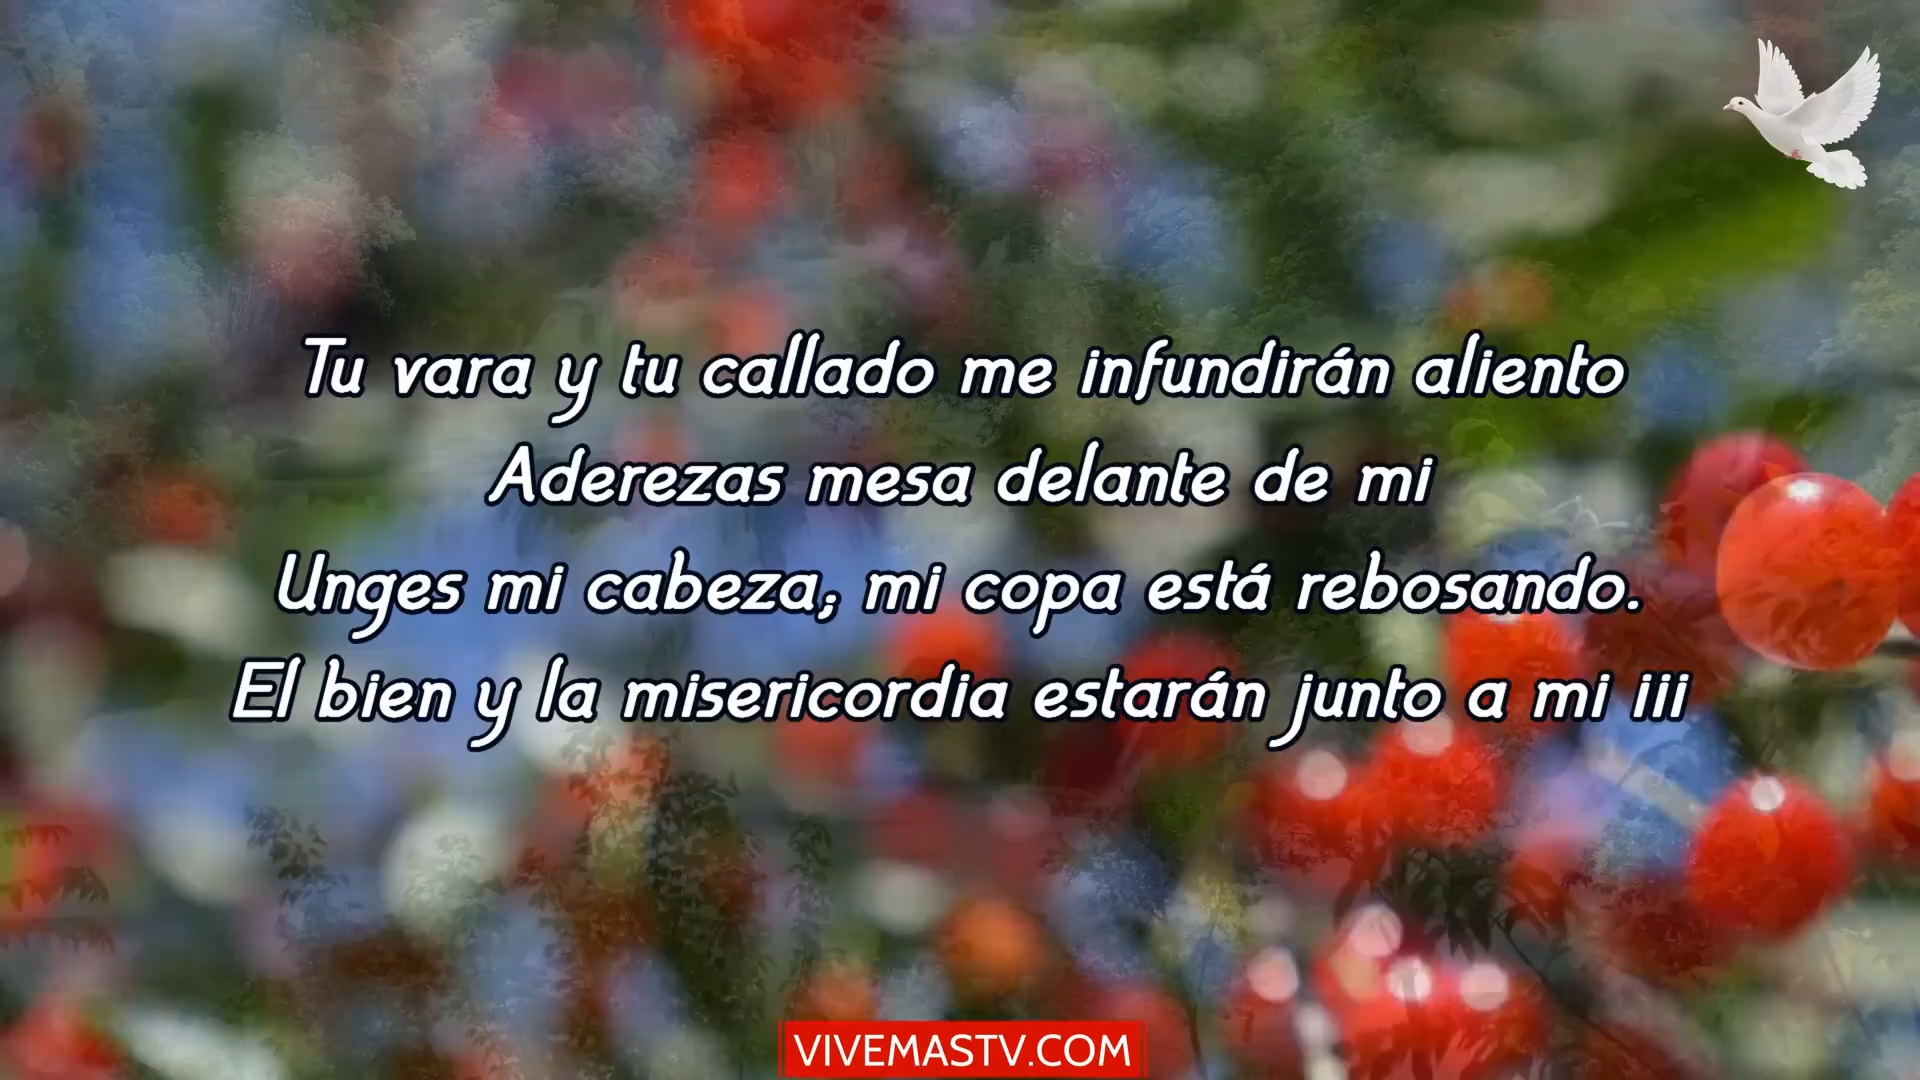 Tu vara y tu callado me infundirán aliento
Aderezas mesa delante de mi
Unges mi cabeza; mi copa está rebosando.
El bien y la misericordia estarán junto a mi iii
VIVEMASTV.COM